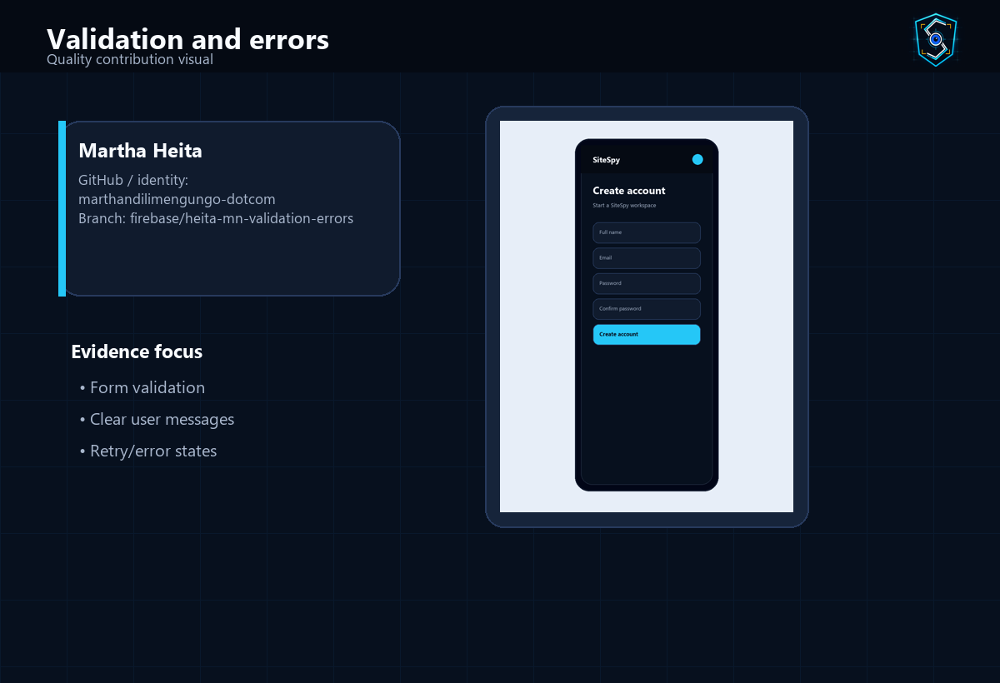 Validation and errors
Quality contribution visual
Martha Heita
GitHub / identity:
marthandilimengungo-dotcom
Branch: firebase/heita-mn-validation-errors
Evidence focus
• Form validation
• Clear user messages
• Retry/error states
SiteSpy
Create account
Start a SiteSpy workspace
Full name
Email
Password
Confirm password
Create account